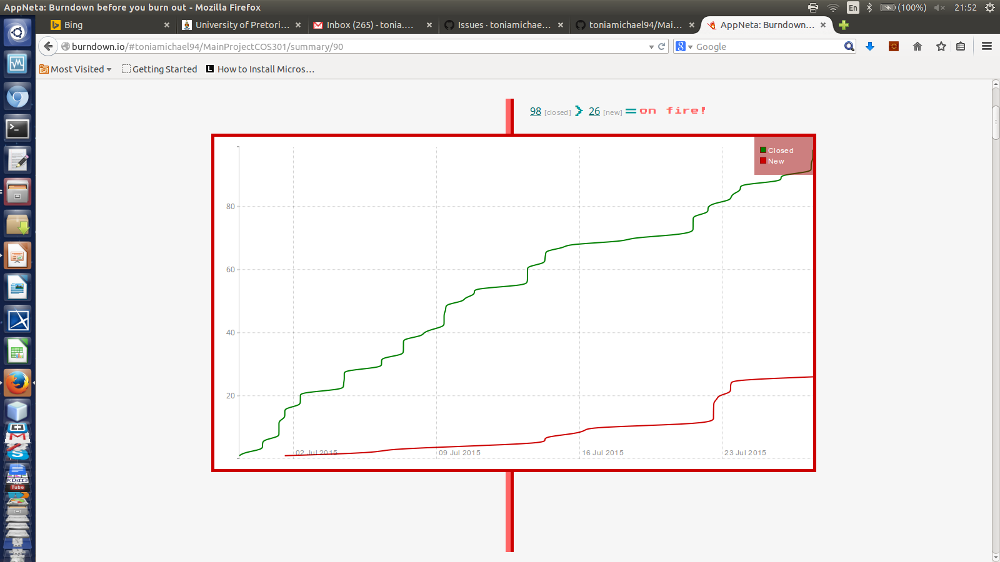 AppNeta: Burndown before you burn out - Mozilla Firefox
En
(100%)
21:52
Bing
University of Pretori...
Inbox (265) - tonia.m...
Issues · toniamichae...
toniamichael94/Mai...
AppNeta: Burndown...
burndown.io/#toniamichael94/MainProjectCOS301/summary/90
Google
Most Visited
Getting Started
How to Install Micros...
98 [closed] > 26 [new] = on fire!
Closed
New
80
60
40
20
02 Jul 2015
09 Jul 2015
16 Jul 2015
23 Jul 2015
Tube